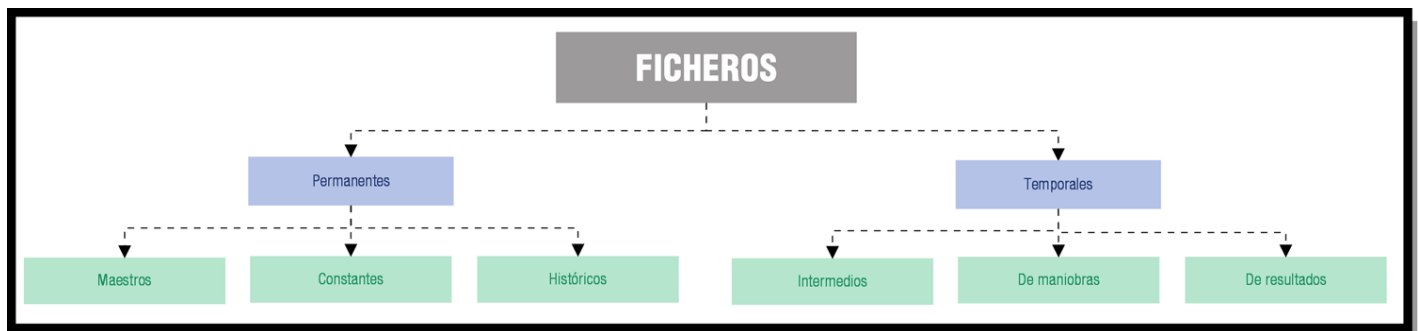 FICHEROS
Permanentes
Temporales
Maestros
Constantes
Históricos
Intermedios
De maniobras
De resultados